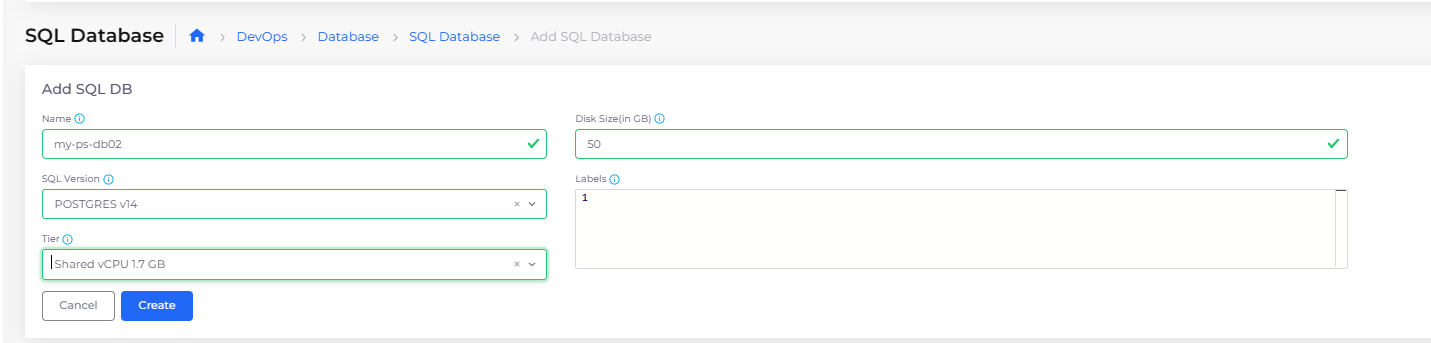 SQL Database > DevOps > Database > SQL Database > Add SQL Database
Add SQL DB
Name
my-ps-db02
Disk Size(in GB)
50
SQL Version
POSTGRES v14
Labels
1
Tier
Shared vCPU 1.7 GB
Cancel
Create